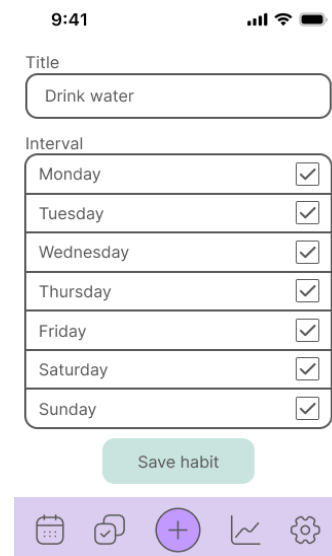 9:41
Title
Drink water
Interval
Monday
Tuesday
Wednesday
Thursday
Friday
Saturday
Sunday
Save habit